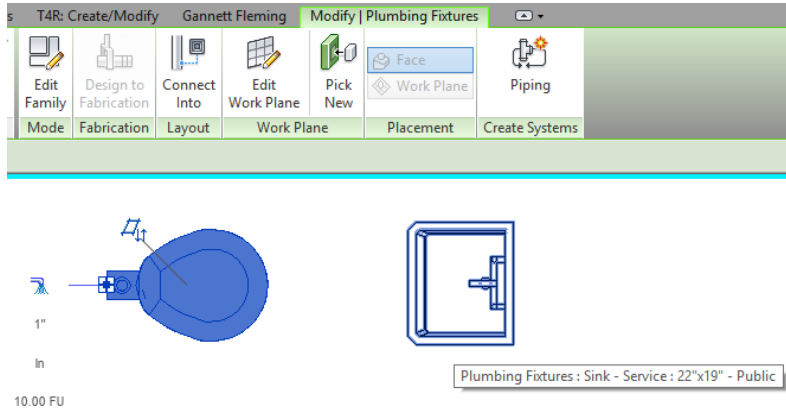 s T4R: Create/Modify Gannett Fleming Modify | Plumbing Fixtures
Edit Family
Design to Fabrication
Connect Into
Edit Work Plane
Pick New
Face
Work Plane
Piping
Mode Fabrication Layout Work Plane Placement Create Systems
1"
In
10.00 FU
Plumbing Fixtures : Sink - Service : 22"x19" - Public